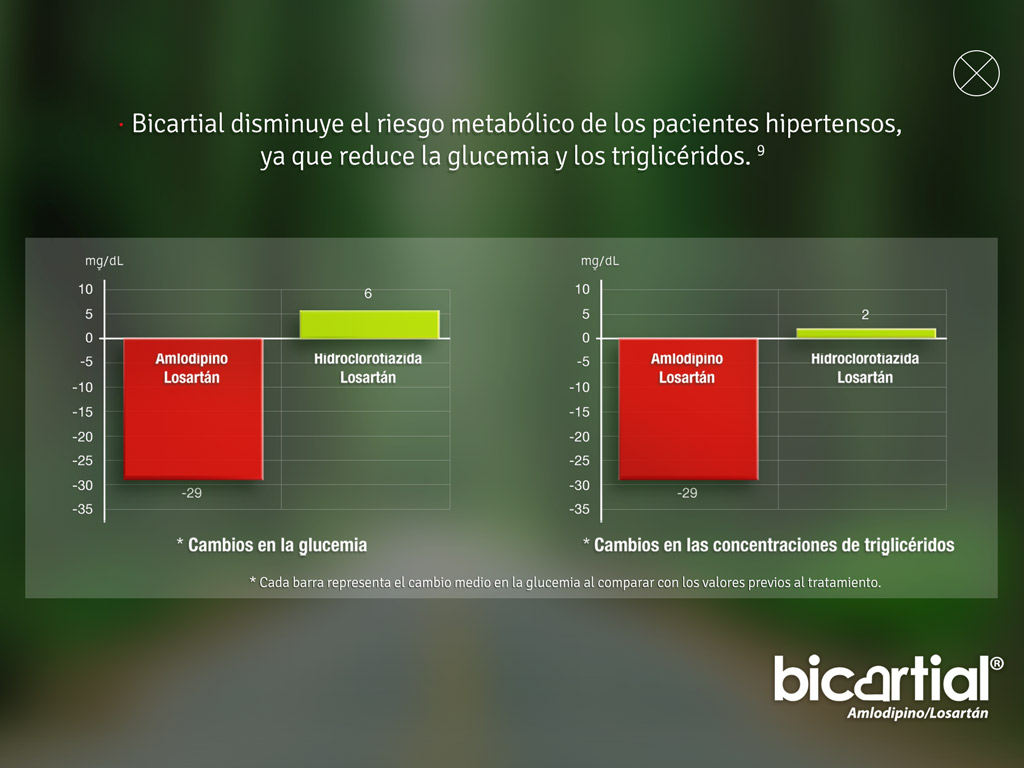 · Bicartial disminuye el riesgo metabólico de los pacientes hipertensos,
ya que reduce la glucemia y los triglicéridos. 9
mg/dL
10
5
0
-5
-10
-15
-20
-25
-30
-35
6
Amlodipino
Losartán
Hidroclorotiazida
Losartán
-29
* Cambios en la glucemia
mg/dL
10
5
0
-5
-10
-15
-20
-25
-30
-35
2
Amlodipino
Losartán
Hidroclorotiazida
Losartán
-29
* Cambios en las concentraciones de triglicéridos
* Cada barra representa el cambio medio en la glucemia al comparar con los valores previos al tratamiento.
bicartial®
Amlodipino/Losartán